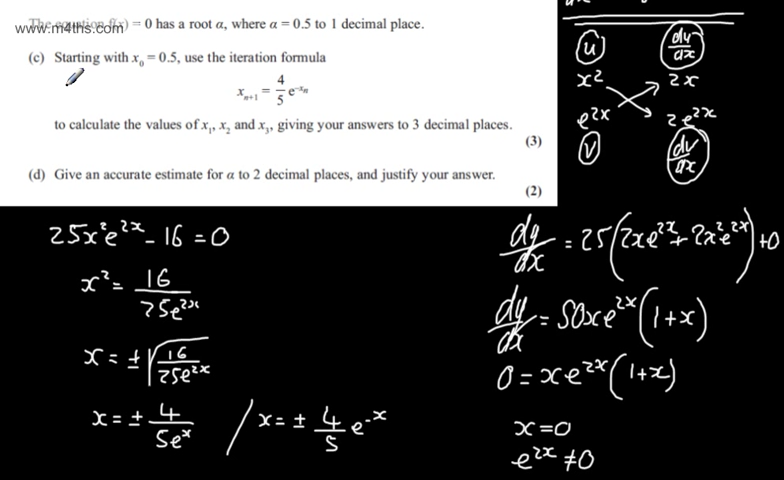 The equation f(x) = 0 has a root α, where α = 0.5 to 1 decimal place.
www.m4ths.com
(c) Starting with x₀ = 0.5, use the iteration formula
xₙ₊₁ = 4/5 e^(-xₙ)
to calculate the values of x₁, x₂ and x₃, giving your answers to 3 decimal places.
(3)
(d) Give an accurate estimate for α to 2 decimal places, and justify your answer.
(2)
u dy/dx
x² 2x
e^(2x) 2e^(2x)
v dv/dx
25x²e^(2x) - 16 = 0
x² = 16/25e^(2x)
x = ±√(16/25e^(2x))
x = ± 4/5e^x / x = ± 4/5 e^(-x)
dy/dx = 25(2xe^(2x) + 2x²e^(2x)) + 0
dy/dx = 50xe^(2x)(1+x)
0 = xe^(2x)(1+x)
x = 0
e^(2x) ≠ 0